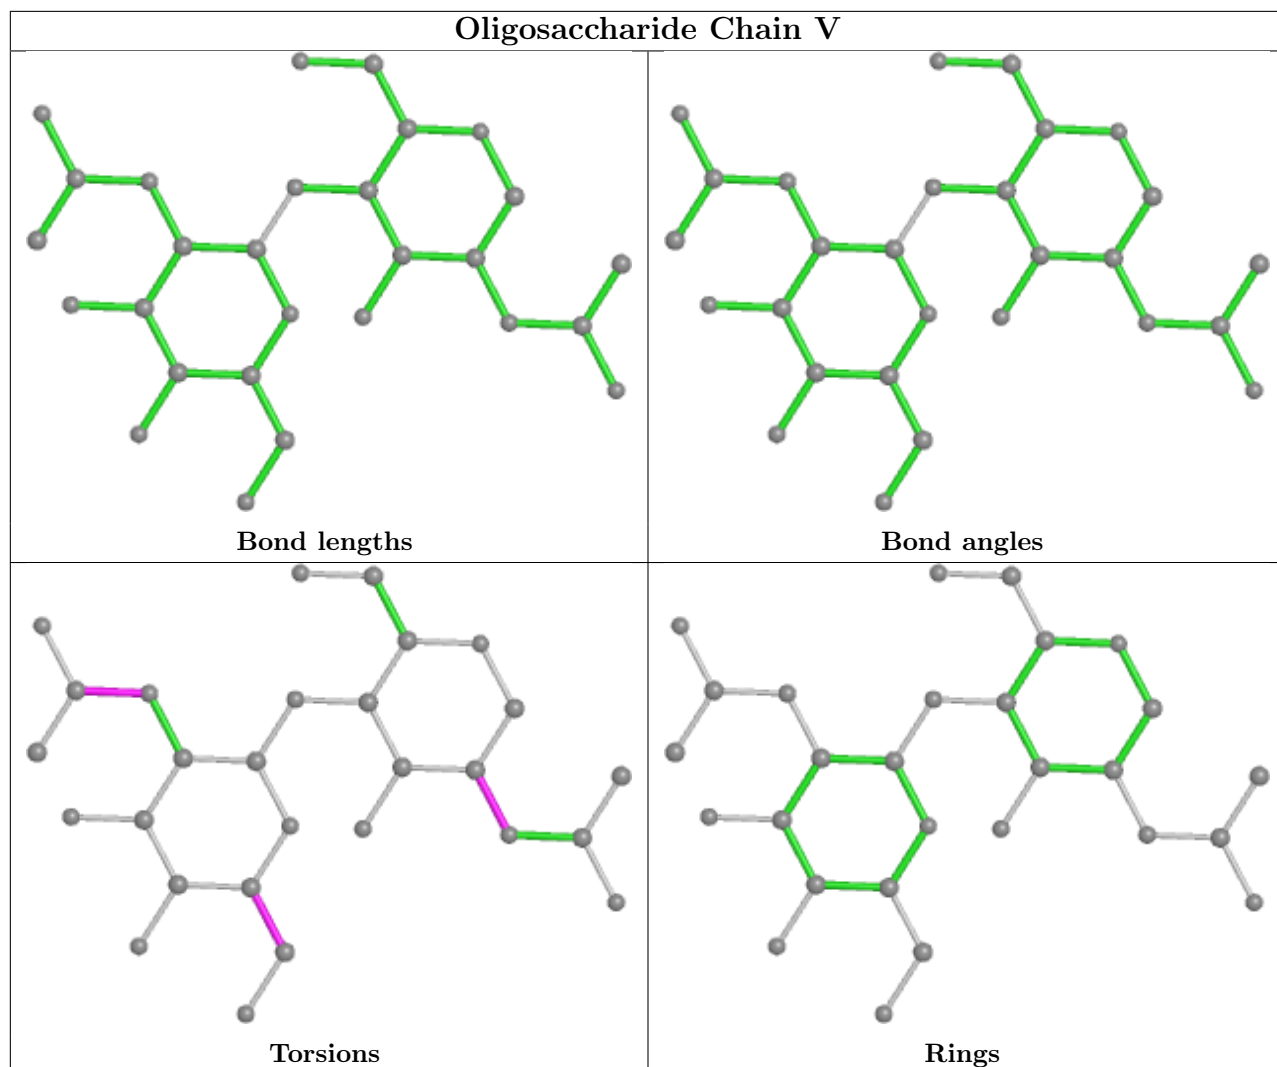 Oligosaccharide Chain V
Bond lengths
Bond angles
Torsions
Rings